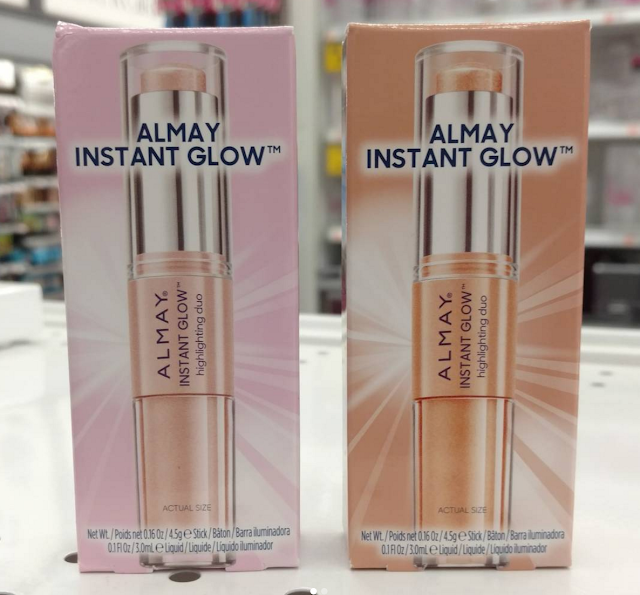 ALMAY
INSTANT GLOW™
ALMAY®
INSTANT GLOW™
highlighting duo
ACTUAL SIZE
Net Wt. / Poids net 0.16 Oz / 4.5g ℮ Stick / Bâton / Barra iluminadora
0.1 Fl Oz / 3.0mL ℮ Liquid / Liquide / Líquido iluminador
ALMAY
INSTANT GLOW™
ALMAY®
INSTANT GLOW™
highlighting duo
ACTUAL SIZE
Net Wt. / Poids net 0.16 Oz / 4.5g ℮ Stick / Bâton / Barra iluminadora
0.1 Fl Oz / 3.0mL ℮ Liquid / Liquide / Líquido iluminador